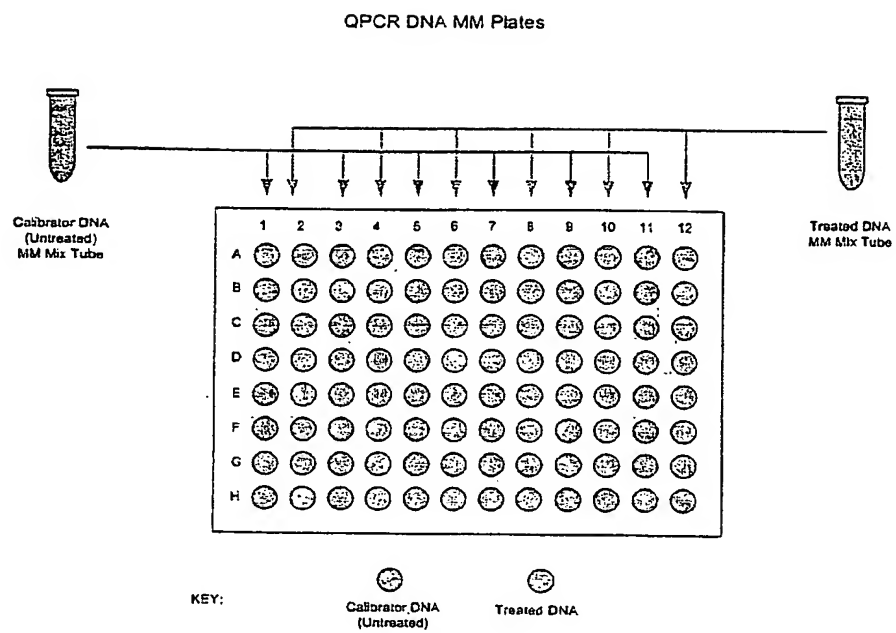 QPCR DNA MM Plates
Calibrator DNA
(Untreated)
MM Mix Tube
Treated DNA
MM Mix Tube
1 2 3 4 5 6 7 8 9 10 11 12
A
B
C
D
E
F
G
H
KEY:
Calibrator DNA
(Untreated)
Treated DNA